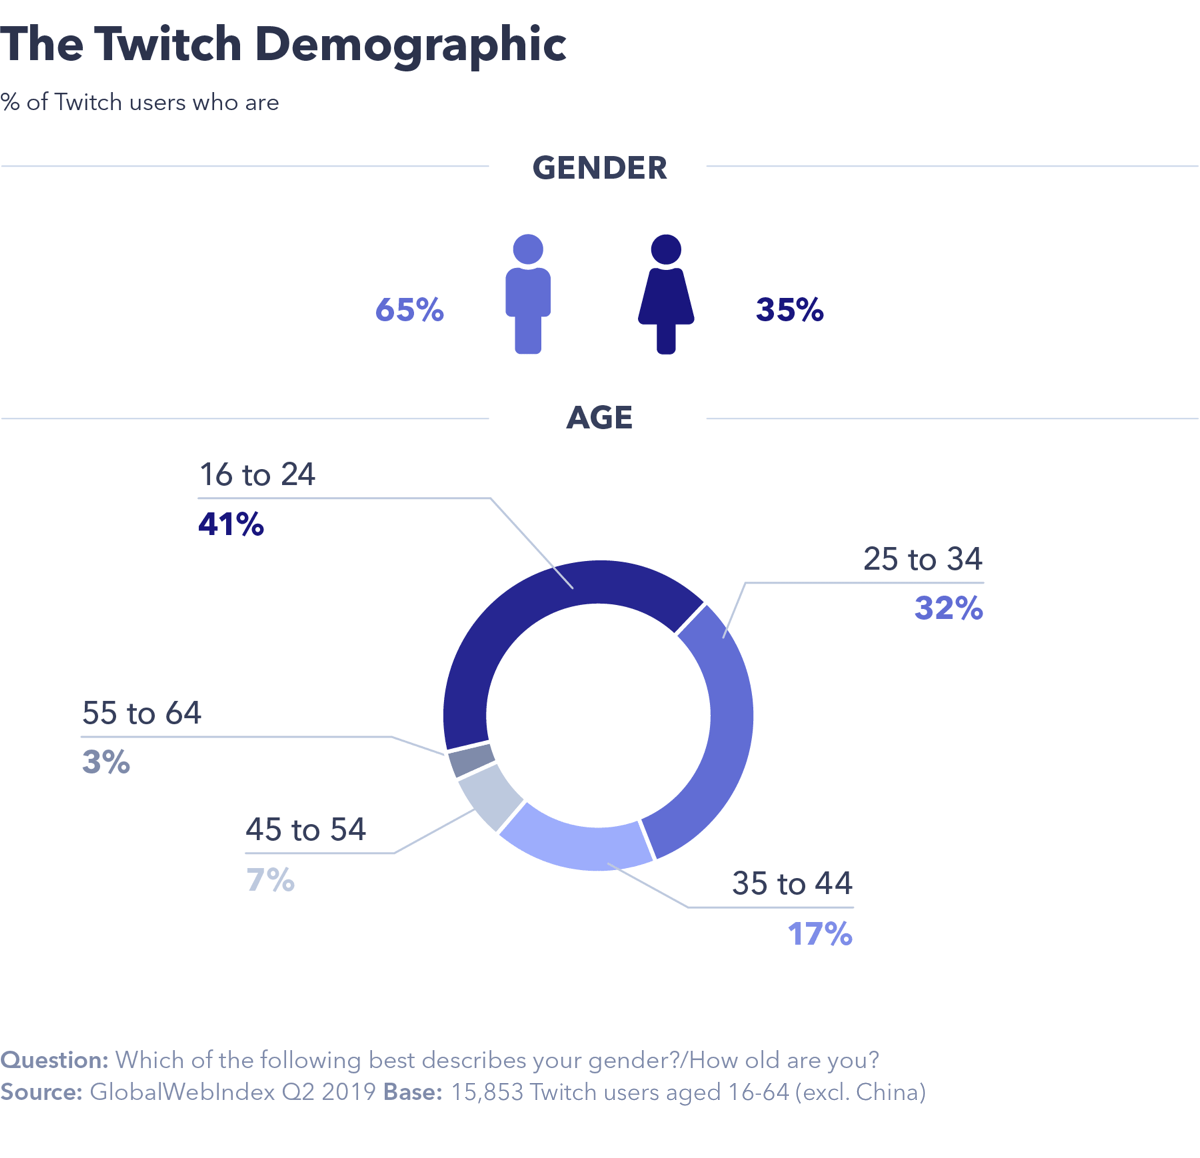 The Twitch Demographic
% of Twitch users who are
GENDER
65%
35%
AGE
16 to 24
41%
25 to 34
32%
55 to 64
3%
45 to 54
7%
35 to 44
17%
Question: Which of the following best describes your gender?/How old are you?
Source: GlobalWebIndex Q2 2019 Base: 15,853 Twitch users aged 16-64 (excl. China)